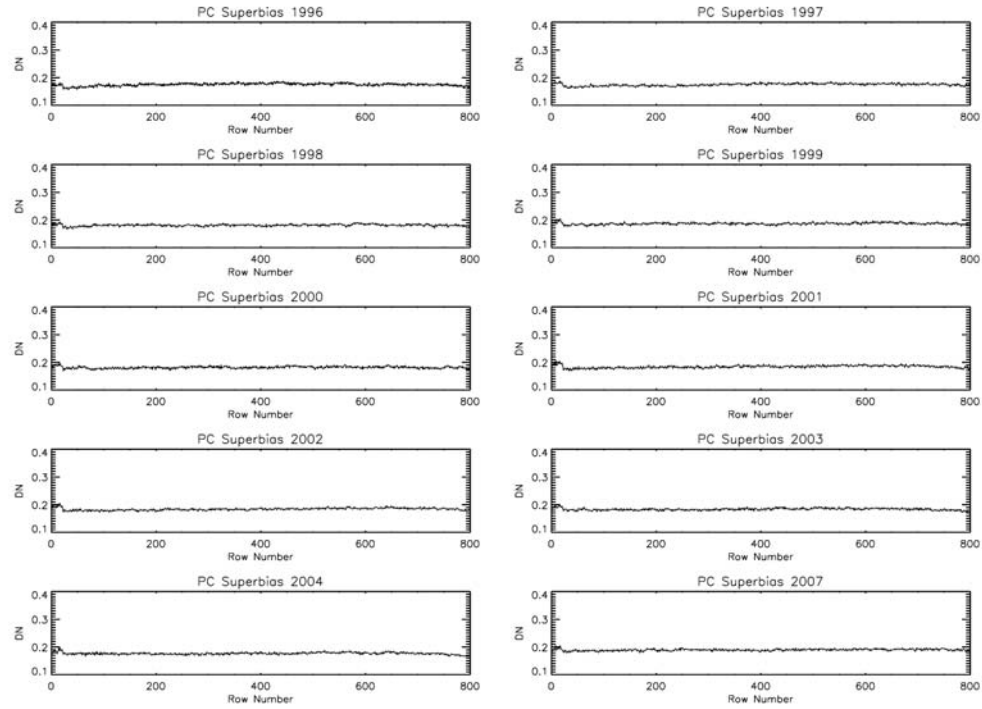 PC Superbias 1996
0.4
0.3
0.2
0.1
DN
0 200 400 600 800
Row Number
PC Superbias 1997
0.4
0.3
0.2
0.1
DN
0 200 400 600 800
Row Number
PC Superbias 1998
0.4
0.3
0.2
0.1
DN
0 200 400 600 800
Row Number
PC Superbias 1999
0.4
0.3
0.2
0.1
DN
0 200 400 600 800
Row Number
PC Superbias 2000
0.4
0.3
0.2
0.1
DN
0 200 400 600 800
Row Number
PC Superbias 2001
0.4
0.3
0.2
0.1
DN
0 200 400 600 800
Row Number
PC Superbias 2002
0.4
0.3
0.2
0.1
DN
0 200 400 600 800
Row Number
PC Superbias 2003
0.4
0.3
0.2
0.1
DN
0 200 400 600 800
Row Number
PC Superbias 2004
0.4
0.3
0.2
0.1
DN
0 200 400 600 800
Row Number
PC Superbias 2007
0.4
0.3
0.2
0.1
DN
0 200 400 600 800
Row Number